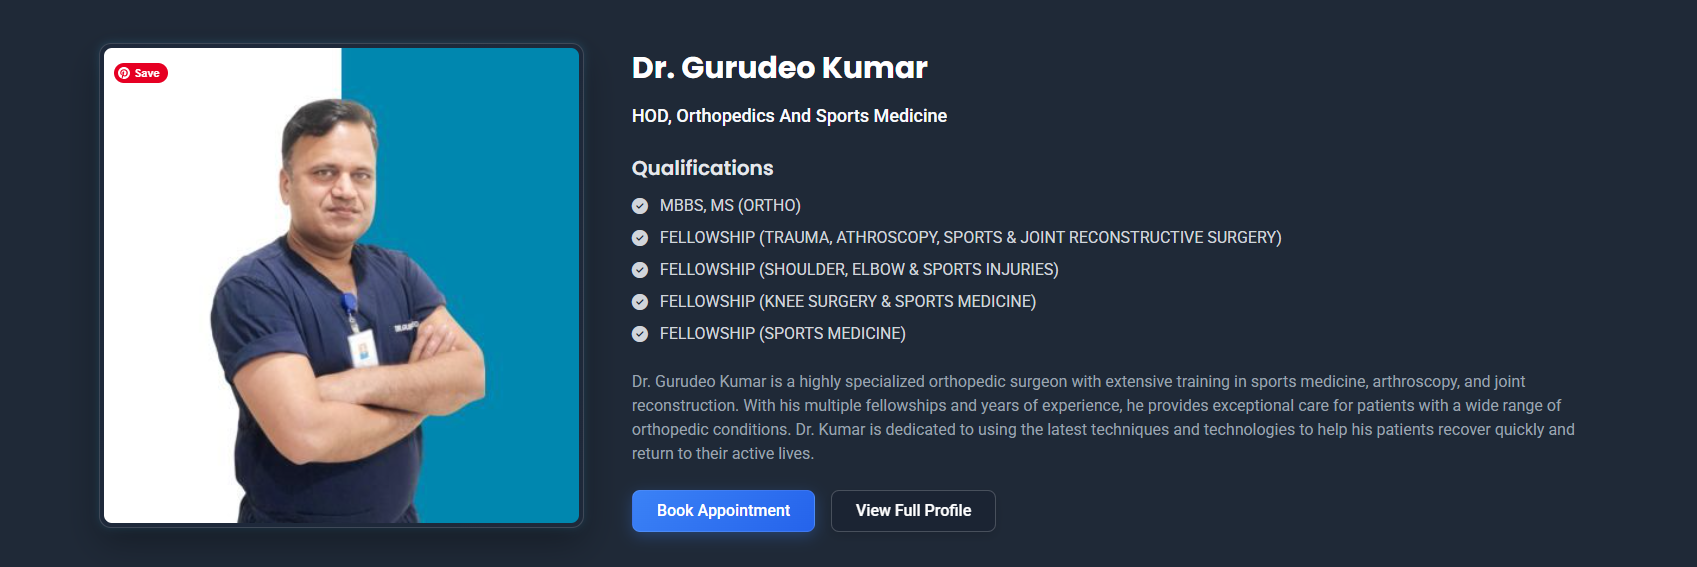 Save
Dr. Gurudeo Kumar
HOD, Orthopedics And Sports Medicine
Qualifications
MBBS, MS (ORTHO)
FELLOWSHIP (TRAUMA, ATHROSCOPY, SPORTS & JOINT RECONSTRUCTIVE SURGERY)
FELLOWSHIP (SHOULDER, ELBOW & SPORTS INJURIES)
FELLOWSHIP (KNEE SURGERY & SPORTS MEDICINE)
FELLOWSHIP (SPORTS MEDICINE)
Dr. Gurudeo Kumar is a highly specialized orthopedic surgeon with extensive training in sports medicine, arthroscopy, and joint
reconstruction. With his multiple fellowships and years of experience, he provides exceptional care for patients with a wide range of
orthopedic conditions. Dr. Kumar is dedicated to using the latest techniques and technologies to help his patients recover quickly and
return to their active lives.
Book Appointment
View Full Profile